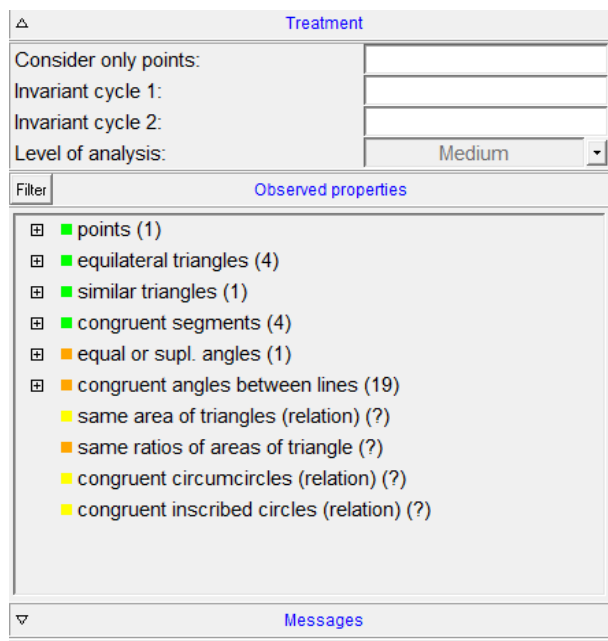 Treatment
Consider only points:
Invariant cycle 1:
Invariant cycle 2:
Level of analysis: Medium
Filter Observed properties
points (1)
equilateral triangles (4)
similar triangles (1)
congruent segments (4)
equal or supl. angles (1)
congruent angles between lines (19)
same area of triangles (relation) (?)
same ratios of areas of triangle (?)
congruent circumcircles (relation) (?)
congruent inscribed circles (relation) (?)
Messages